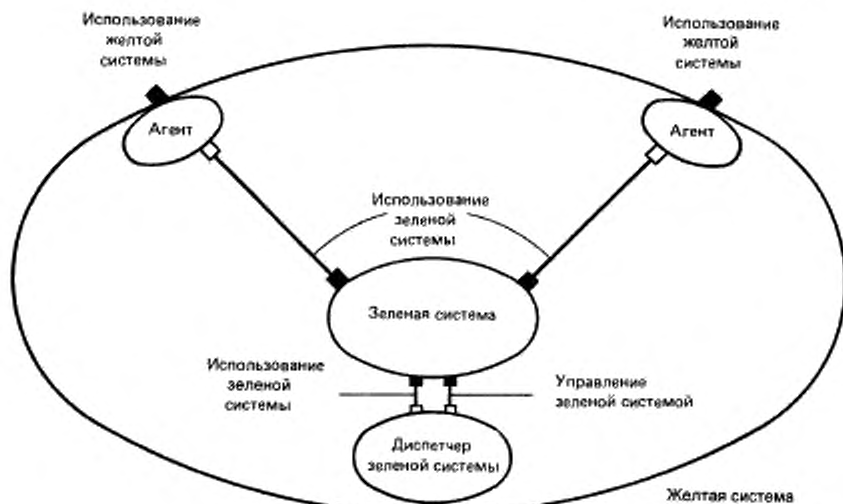 Использование
желтой
системы
Использование
желтой
системы
Агент
Агент
Использование
зеленой
системы
Зеленая система
Использование
зеленой
системы
Управление
зеленой системой
Диспетчер
зеленой системы
Желтая система